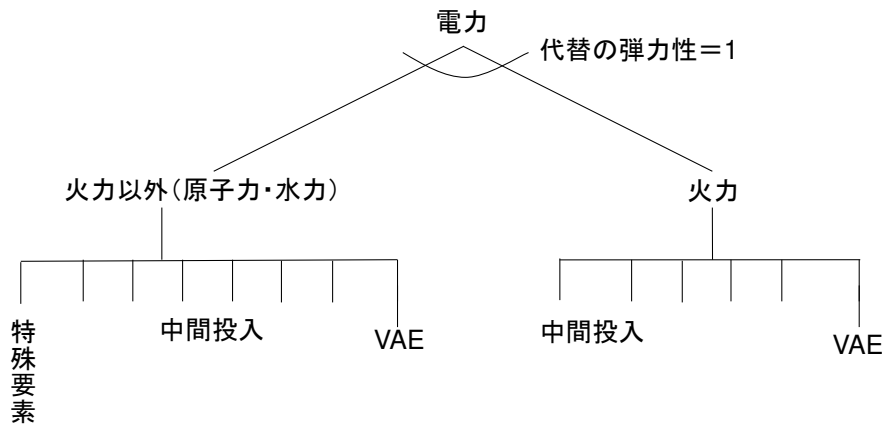 電力
代替の弾力性＝1
火力以外（原子力・水力）
火力
特殊要素
中間投入
VAE
中間投入
VAE